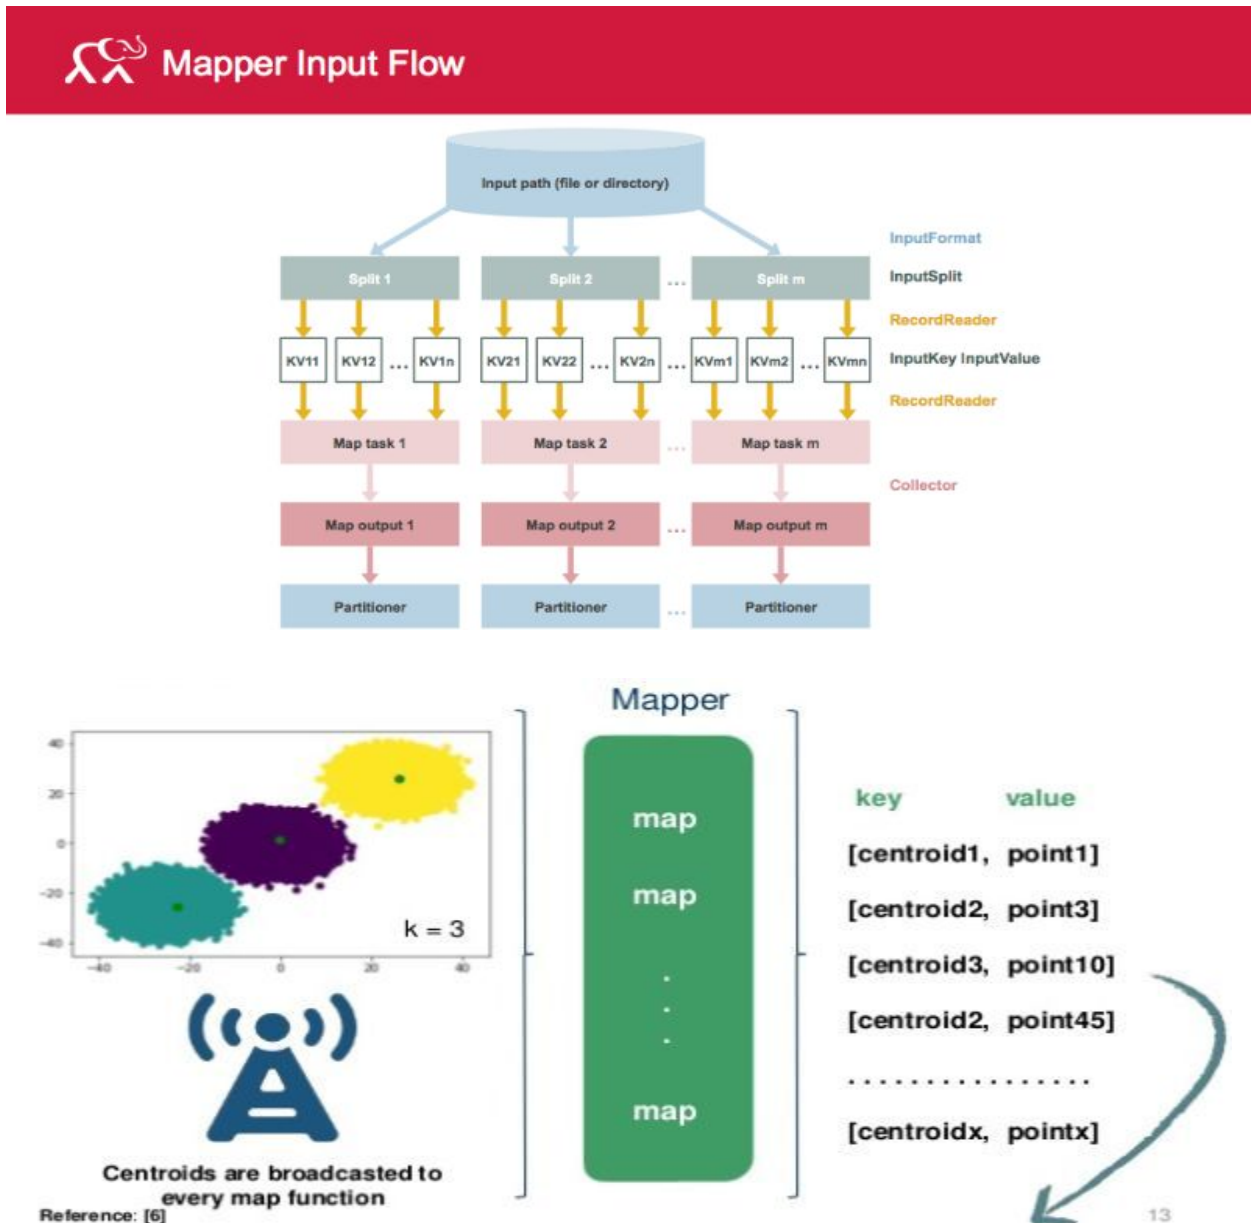 Mapper Input Flow
Input path (file or directory)
InputFormat
Split 1 Split 2 ... Split m InputSplit
RecordReader
KV11 KV12 ... KV1n KV21 KV22 ... KV2n ... KVm1 KVm2 ... KVmn InputKey InputValue
RecordReader
Map task 1 Map task 2 ... Map task m
Collector
Map output 1 Map output 2 ... Map output m
Partitioner Partitioner ... Partitioner
Mapper
40
20
0
-20
-40
-40 -20 0 20 40
k = 3
Centroids are broadcasted to
every map function
Reference: [6]
map
map
.
.
.
map
key value
[centroid1, point1]
[centroid2, point3]
[centroid3, point10]
[centroid2, point45]
. . . . . . . . . . . . . . . . .
[centroidx, pointx]
13